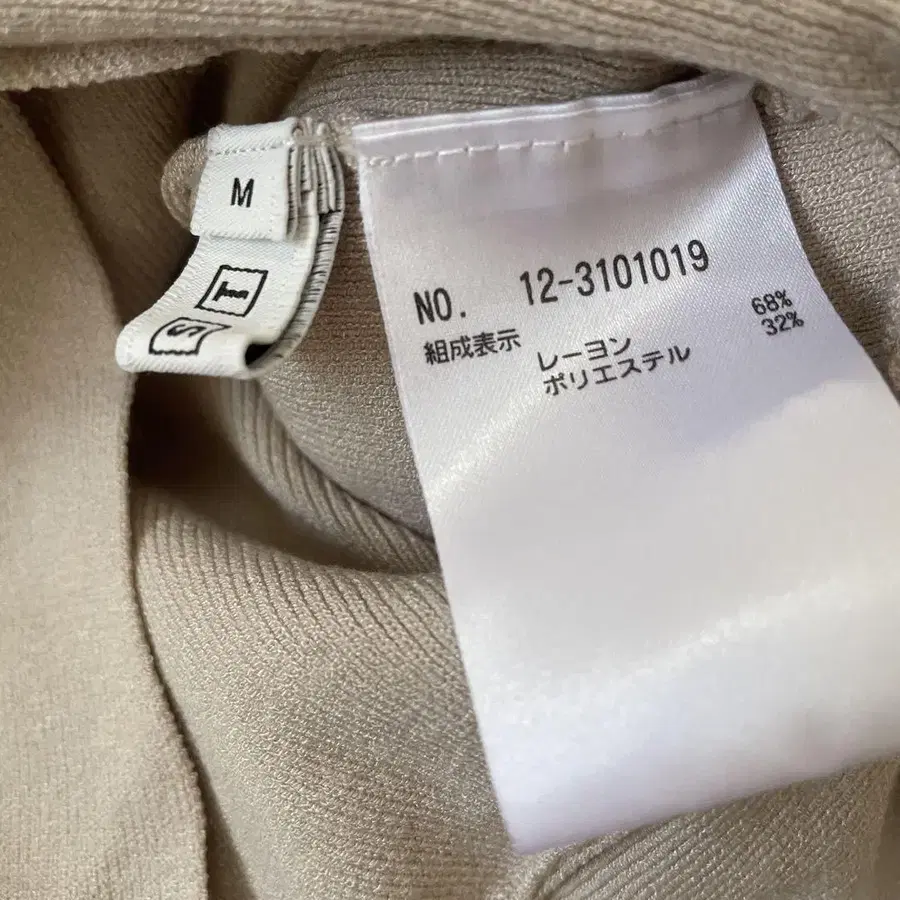 M
T
S
NO. 12-3101019
組成表示
レーヨン 68%
ポリエステル 32%